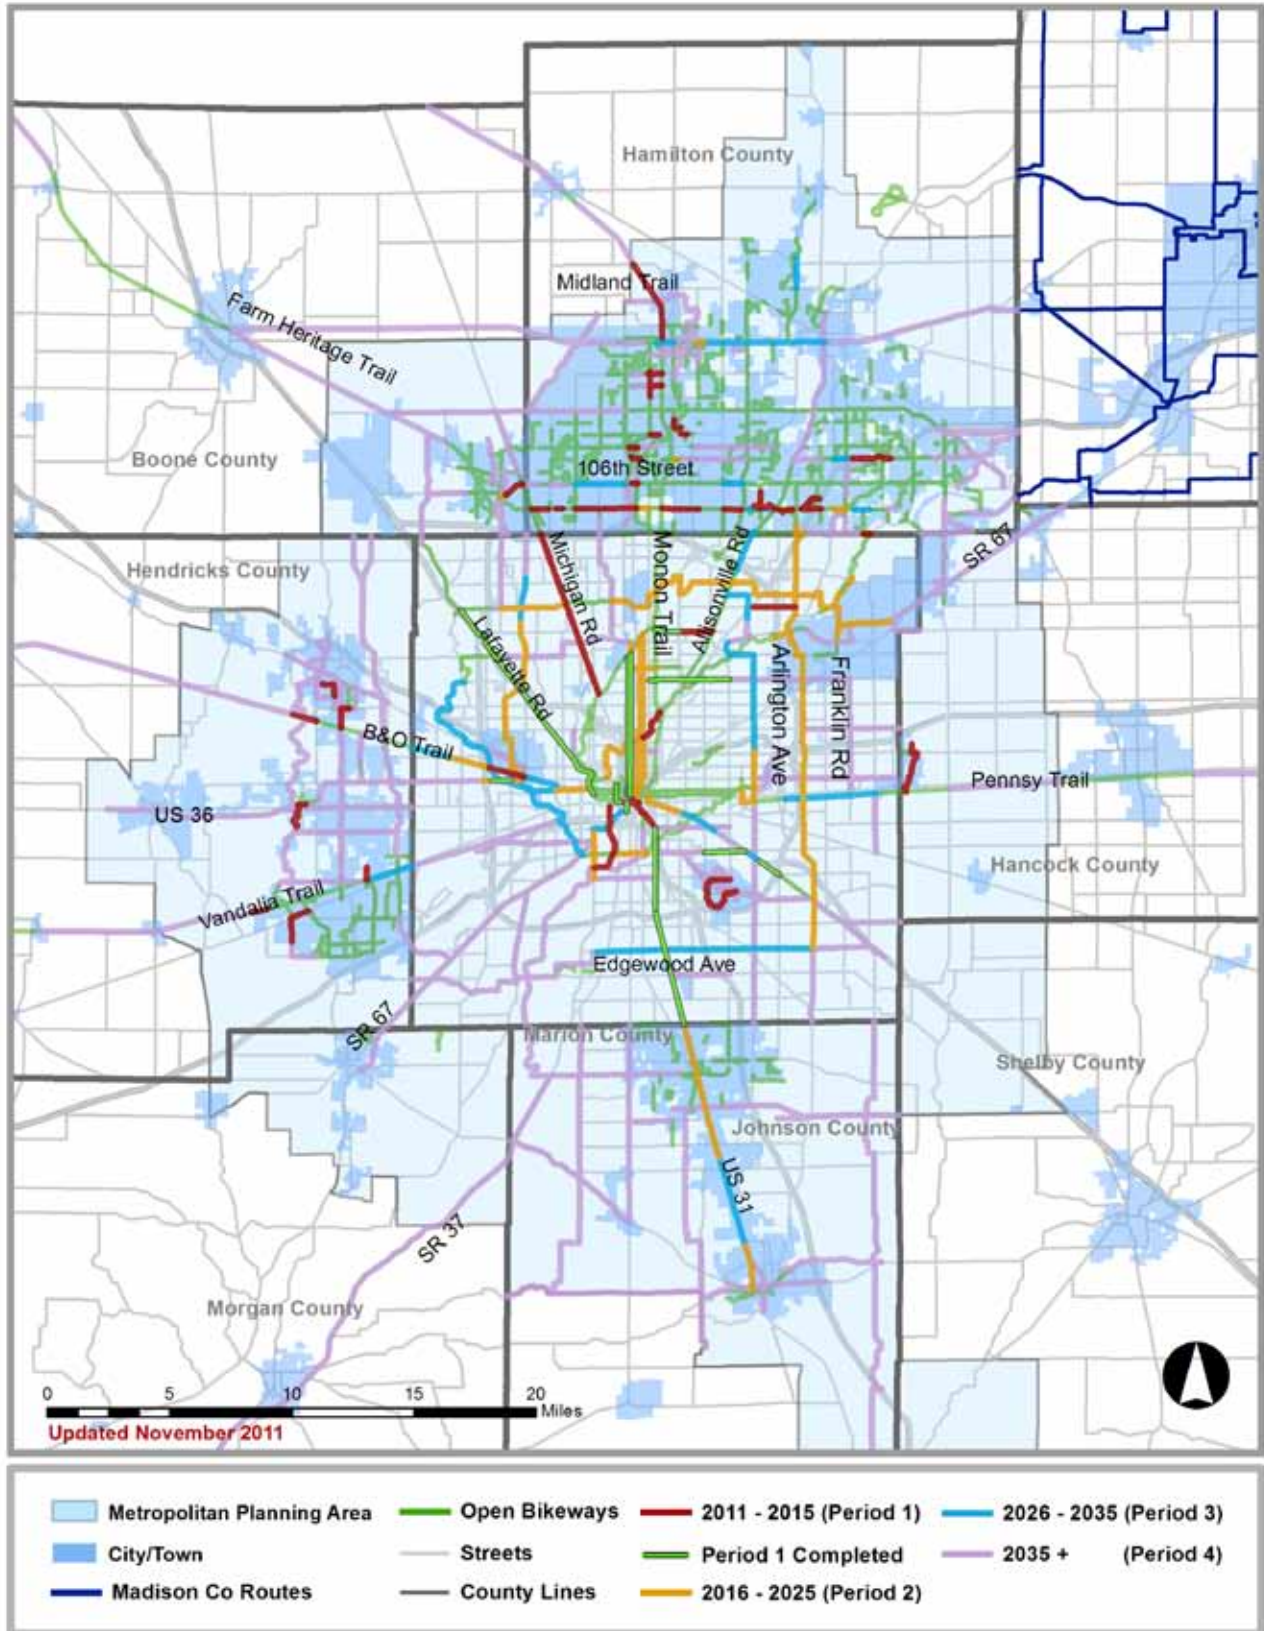 Hamilton County
Midland Trail
Farm Heritage Trail
Boone County
106th Street
SR 67
Hendricks County
Michigan Rd
Monon Trail
Allisonville Rd
Lafayette Rd
Arlington Ave
Franklin Rd
B&O Trail
Pennsy Trail
US 36
Hancock County
Vandalia Trail
Edgewood Ave
SR 67
Marion County
Shelby County
Johnson County
US 31
SR 37
Morgan County
0 5 10 15 20
Miles
Updated November 2011
Metropolitan Planning Area
City/Town
Madison Co Routes
Open Bikeways
Streets
County Lines
2011 - 2015 (Period 1)
Period 1 Completed
2016 - 2025 (Period 2)
2026 - 2035 (Period 3)
2035 + (Period 4)